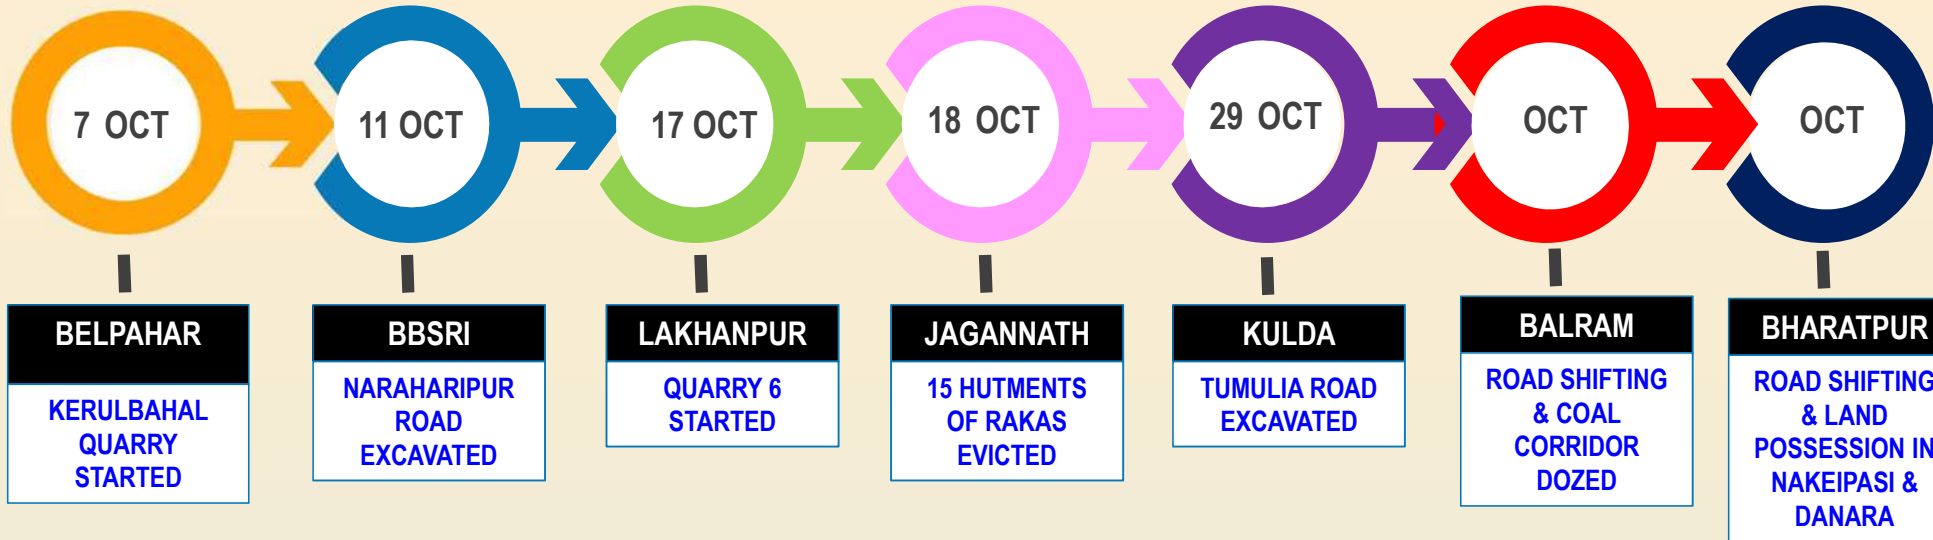 7 OCT
11 OCT
17 OCT
18 OCT
29 OCT
OCT
OCT
BELPAHAR
KERULBAHAL
QUARRY
STARTED
BBSRI
NARAHARIPUR
ROAD
EXCAVATED
LAKHANPUR
QUARRY 6
STARTED
JAGANNATH
15 HUTMENTS
OF RAKAS
EVICTED
KULDA
TUMULIA ROAD
EXCAVATED
BALRAM
ROAD SHIFTING
& COAL
CORRIDOR
DOZED
BHARATPUR
ROAD SHIFTING
& LAND
POSSESSION IN
NAKEIPASI &
DANARA